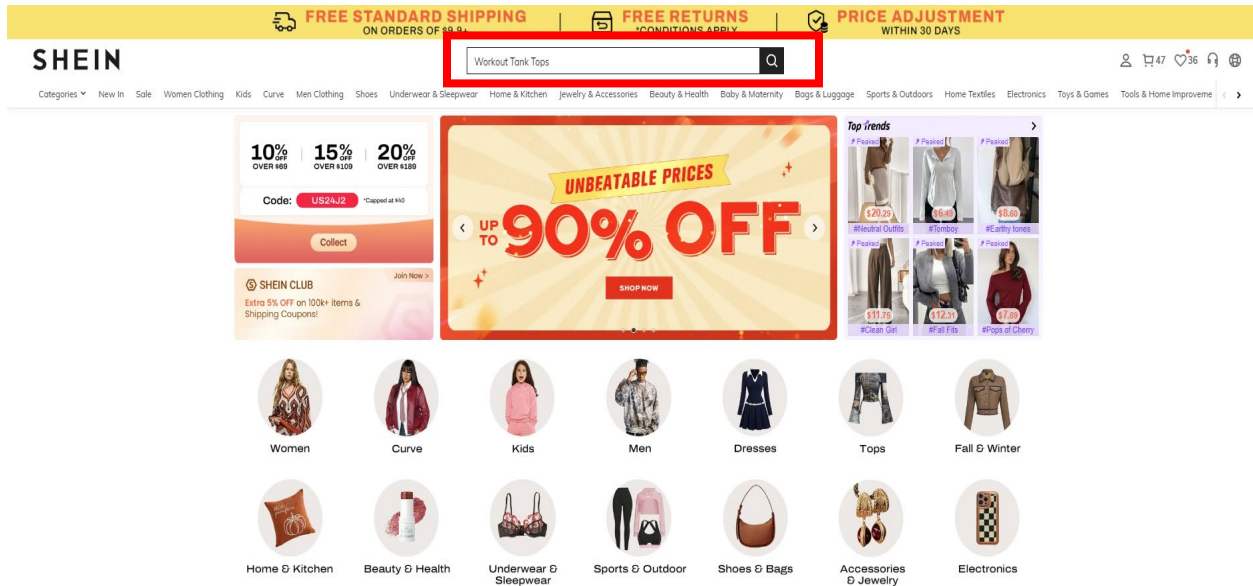 FREE STANDARD SHIPPING
ON ORDERS OF $9.9+
FREE RETURNS
*CONDITIONS APPLY
PRICE ADJUSTMENT
WITHIN 30 DAYS
SHEIN
Workout Tank Tops
47
36
Categories
New In
Sale
Women Clothing
Kids
Curve
Men Clothing
Shoes
Underwear & Sleepwear
Home & Kitchen
Jewelry & Accessories
Beauty & Health
Baby & Maternity
Bags & Luggage
Sports & Outdoors
Home Textiles
Electronics
Toys & Games
Tools & Home Improveme
10% OFF
OVER $69
15% OFF
OVER $109
20% OFF
OVER $189
Code: US24J2 *Capped at $40
Collect
SHEIN CLUB
Join Now >
Extra 5% OFF on 100k+ items &
Shipping Coupons!
UNBEATABLE PRICES
UP TO 90% OFF
SHOP NOW
Top Trends
Peaked
$20.29
#Neutral Outfits
Peaked
$6.49
#Tomboy
Peaked
$8.60
#Earthy tones
Peaked
$11.75
#Clean Girl
Peaked
$12.31
#Fall Fits
Peaked
$7.69
#Pops of Cherry
Women
Curve
Kids
Men
Dresses
Tops
Fall & Winter
Home & Kitchen
Beauty & Health
Underwear &
Sleepwear
Sports & Outdoor
Shoes & Bags
Accessories
& Jewelry
Electronics